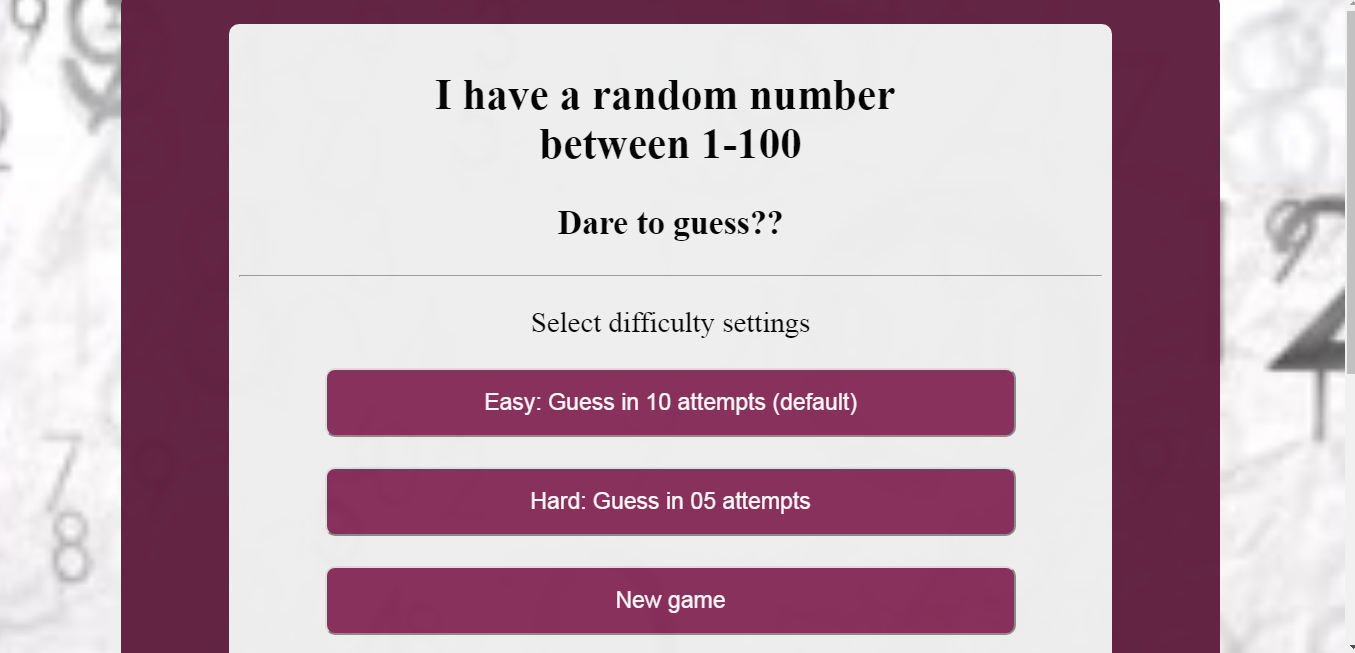 I have a random number
between 1-100
Dare to guess??
Select difficulty settings
Easy: Guess in 10 attempts (default)
Hard: Guess in 05 attempts
New game